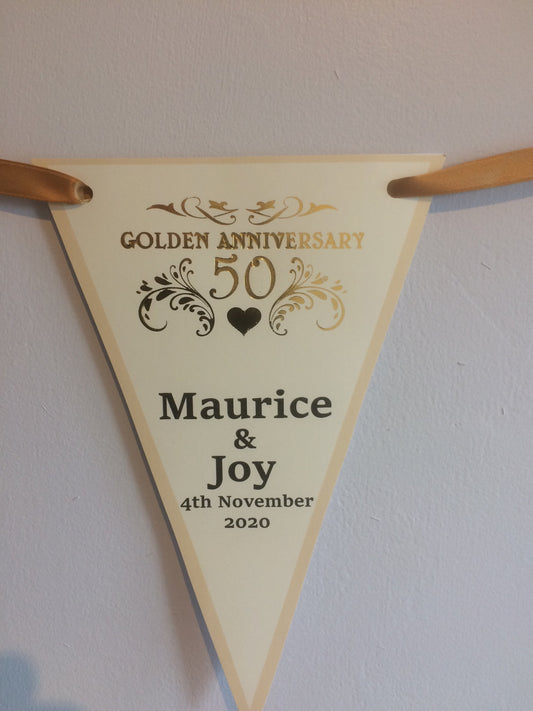 GOLDEN ANNIVERSARY
50
Maurice
&
Joy
4th November
2020